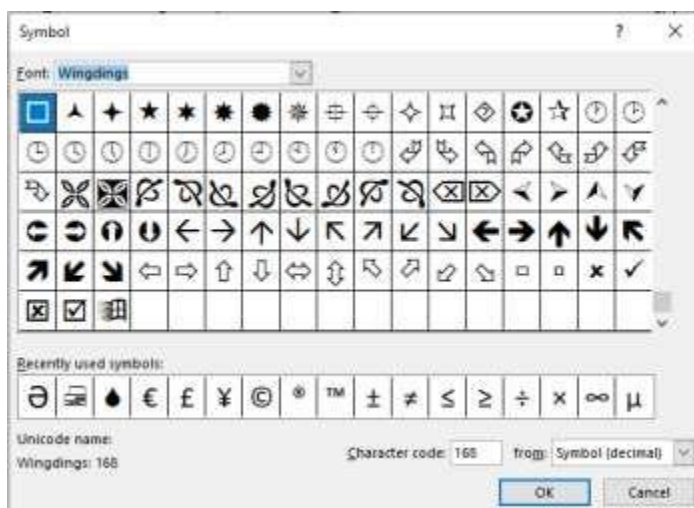 Symbol ? ×
Font: Wingdings
Recently used symbols:
Ə € £ ¥ © ® ™ ± ≠ ≤ ≥ ÷ × ∞ µ
Unicode name:
Wingdings: 168
Character code: 168 from: Symbol (decimal)
OK Cancel